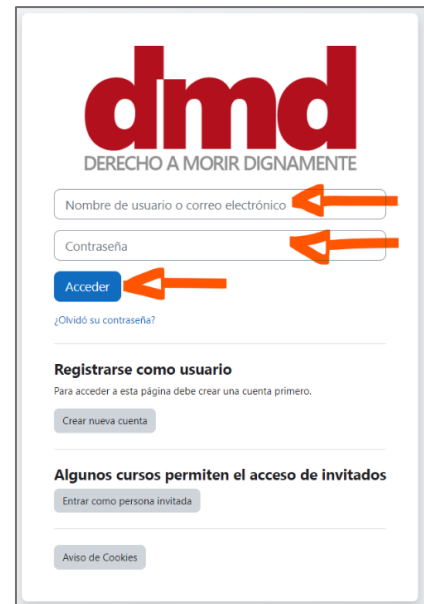 dmd
DERECHO A MORIR DIGNAMENTE
Nombre de usuario o correo electrónico
Contraseña
Acceder
¿Olvidó su contraseña?
Registrarse como usuario
Para acceder a esta página debe crear una cuenta primero.
Crear nueva cuenta
Algunos cursos permiten el acceso de invitados
Entrar como persona invitada
Aviso de Cookies